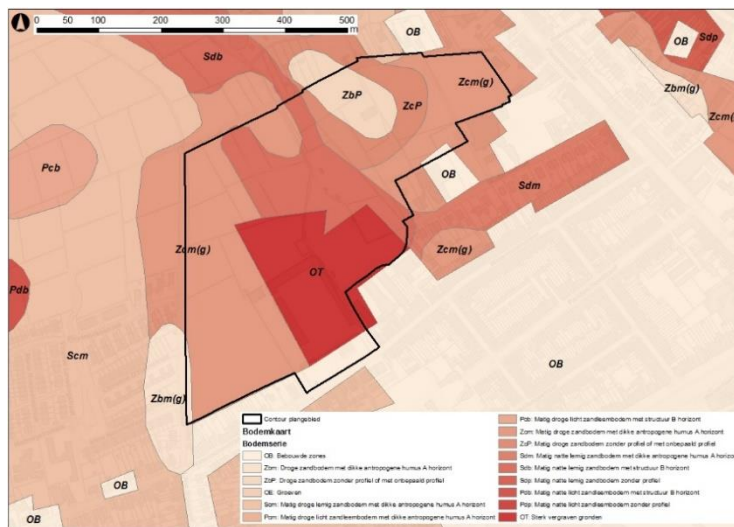 0 50 100 200 300 400 500
m
OB
Sdp
OB
Sdb
Zbm(g)
ZbP
Zcm(g)
ZcP
Zcm(
Pcb
OB
Sdm
Zcm(g)
Zcm(g)
OT
Pdb
Scm
OB
Zbm(g)
OB
OB
Contour plangebied
Bodemkaart
Bodemserie
OB: Bebouwde zones
Zbm: Droge zandbodem met dikke antropogene humus A horizont
ZbP: Droge zandbodem zonder profiel of met onbepaald profiel
OE: Groeven
Scm: Matig droge lemig zandbodem met dikke antropogene humus A horizont
Pcm: Matig droge licht zandleembodem met dikke antropogene humus A horizont
Pcb: Matig droge licht zandleembodem met structuur B horizont
Zcm: Matig droge zandbodem met dikke antropogene humus A horizont
ZcP: Matig droge zandbodem zonder profiel of met onbepaald profiel
Sdm: Matig natte lemig zandbodem met dikke antropogene humus A horizont
Sdb: Matig natte lemig zandbodem met structuur B horizont
Sdp: Matig natte lemig zandbodem zonder profiel
Pdb: Matig natte licht zandleembodem met structuur B horizont
Pdp: Matig natte licht zandleembodem zonder profiel
OT: Sterk vergraven gronden